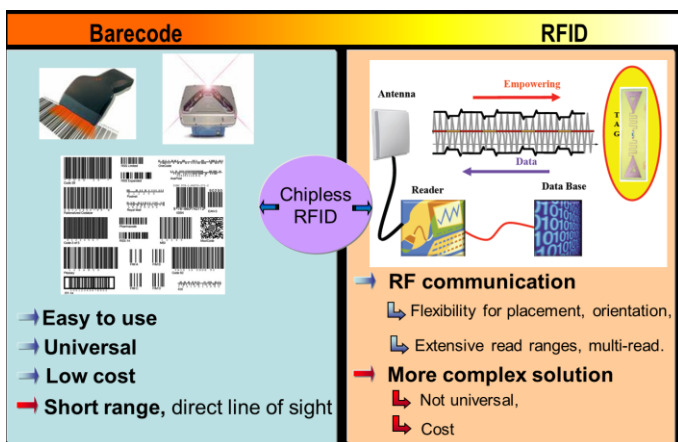 Barecode
RFID
Antenna
Empowering
T
A
G
Data
Reader
Data Base
Chipless
RFID
Easy to use
Universal
Low cost
Short range, direct line of sight
RF communication
Flexibility for placement, orientation,
Extensive read ranges, multi-read.
More complex solution
Not universal,
Cost